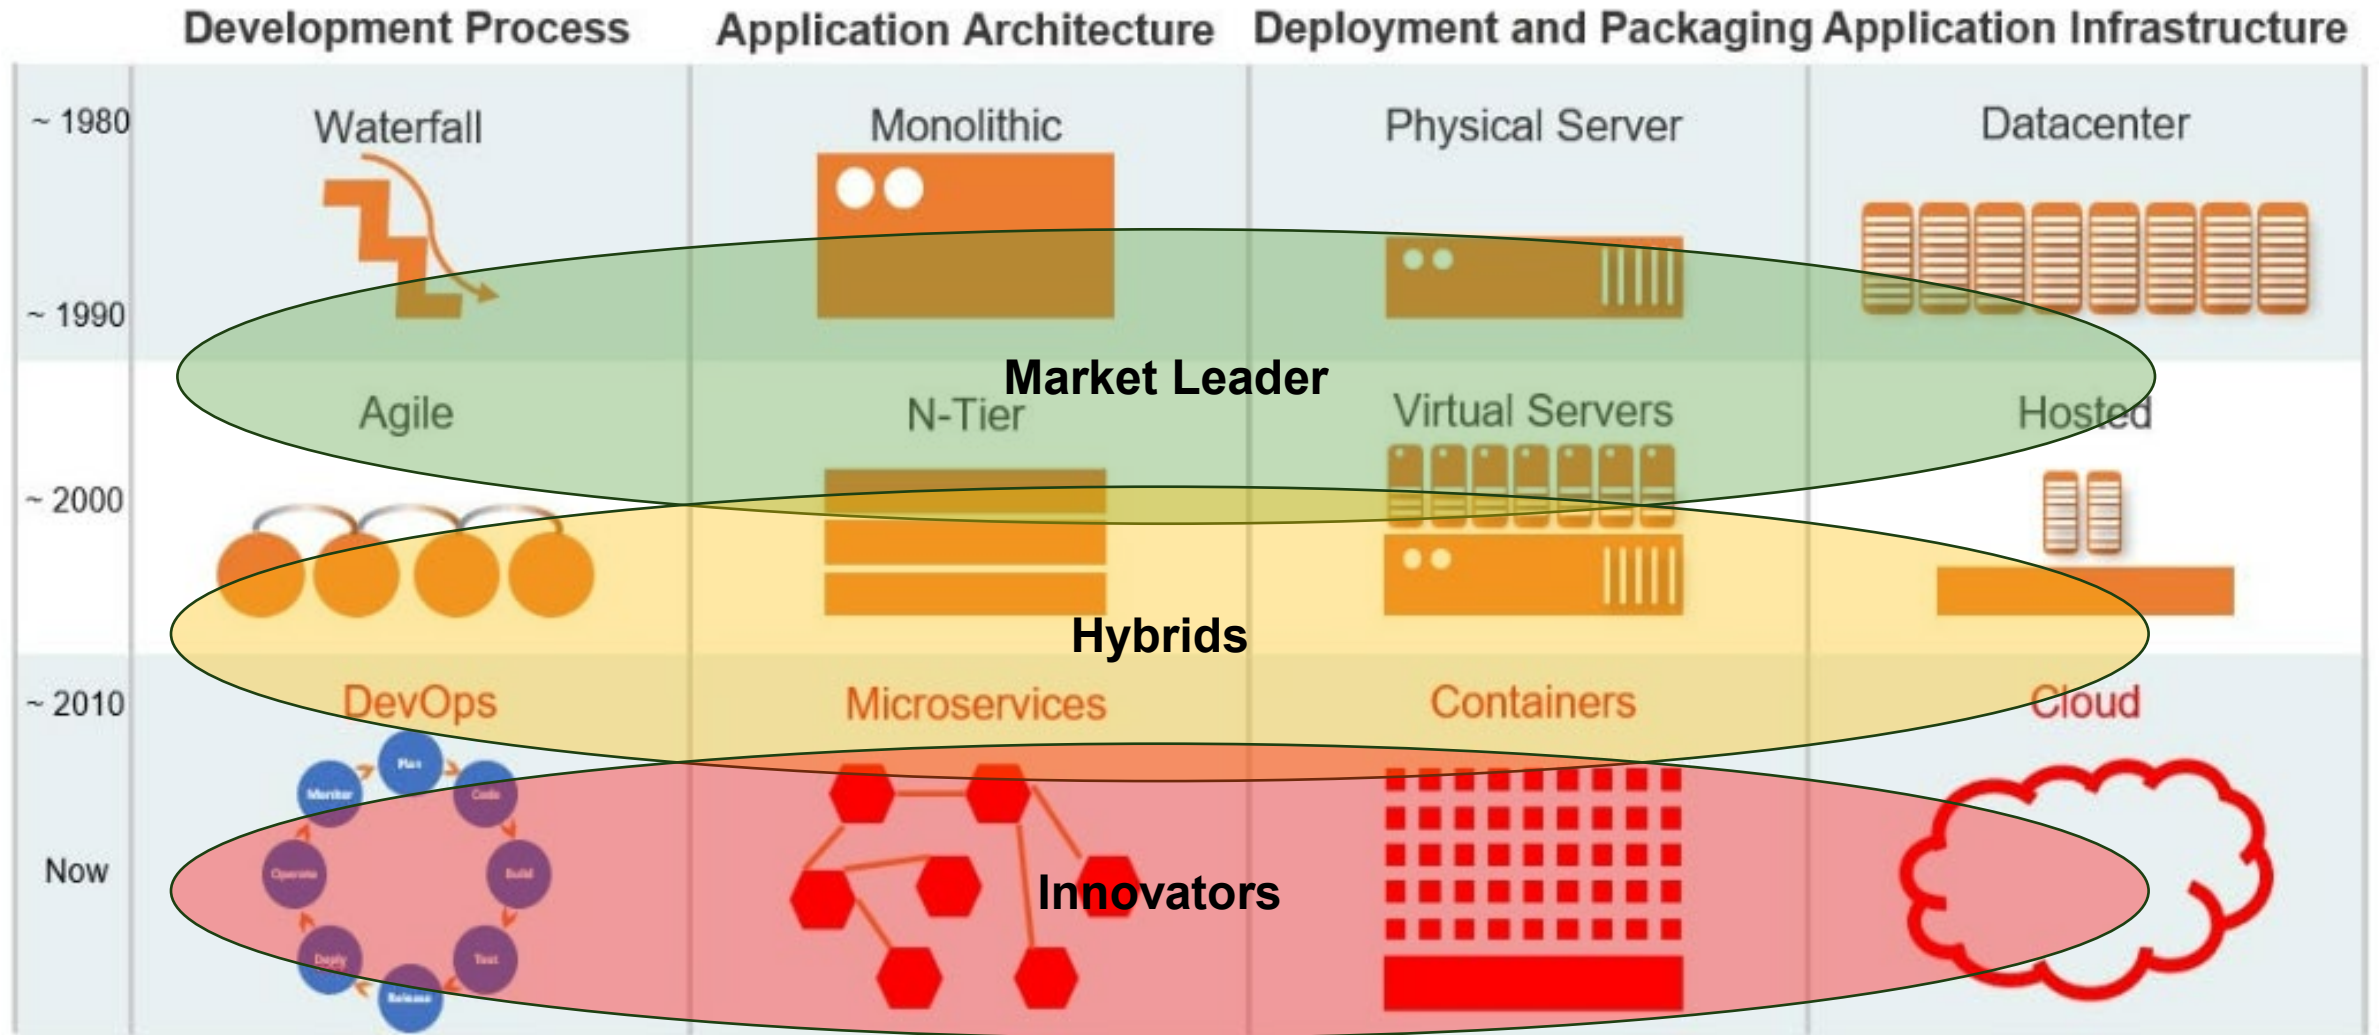 Development Process
Application Architecture
Deployment and Packaging
Application Infrastructure
~ 1980
Waterfall
Monolithic
Physical Server
Datacenter
~ 1990
Market Leader
Agile
N-Tier
Virtual Servers
Hosted
~ 2000
Hybrids
~ 2010
DevOps
Microservices
Containers
Cloud
Plan
Monitor
Code
Now
Operate
Build
Innovators
Deply
Test
Release